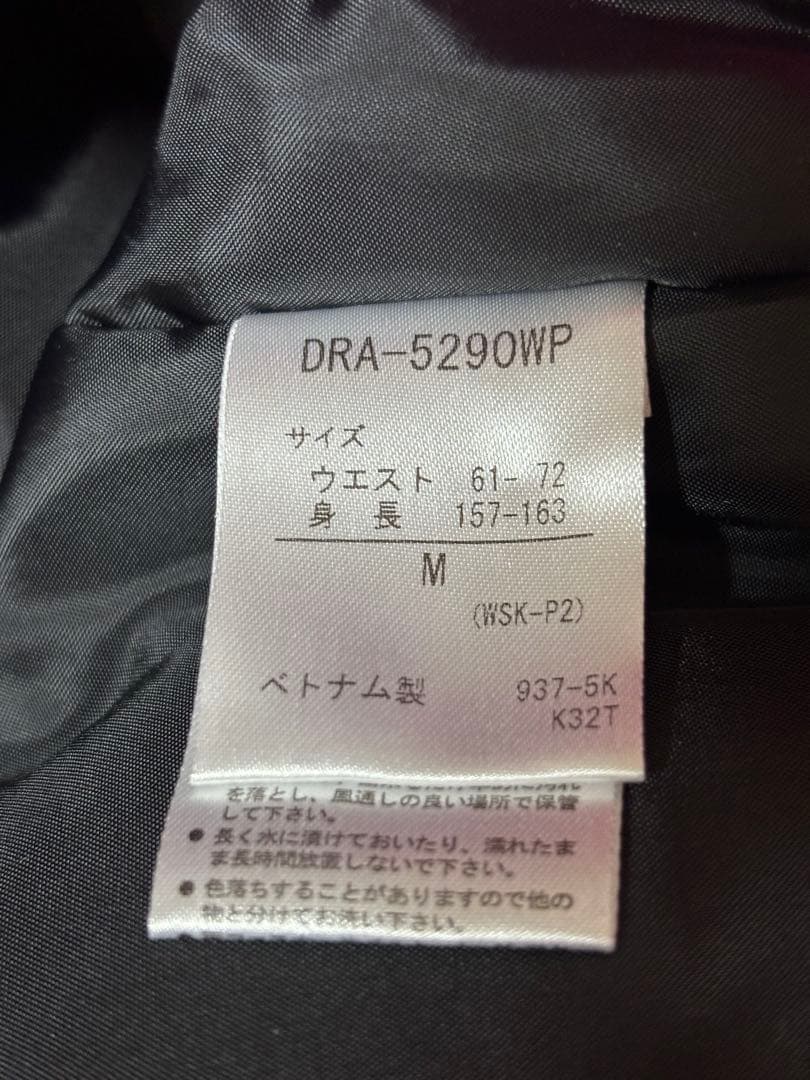 DRA-5290WP
サイズ
ウエスト 61- 72
身 長 157-163
M
(WSK-P2)
ベトナム製 937-5K
K32T
を落とし、風通しの良い場所で保管
して下さい。
● 長く水に漬けておいたり、濡れたま
ま長時間放置しないで下さい。
● 色落ちすることがありますので他の
物と分けてお洗い下さい。